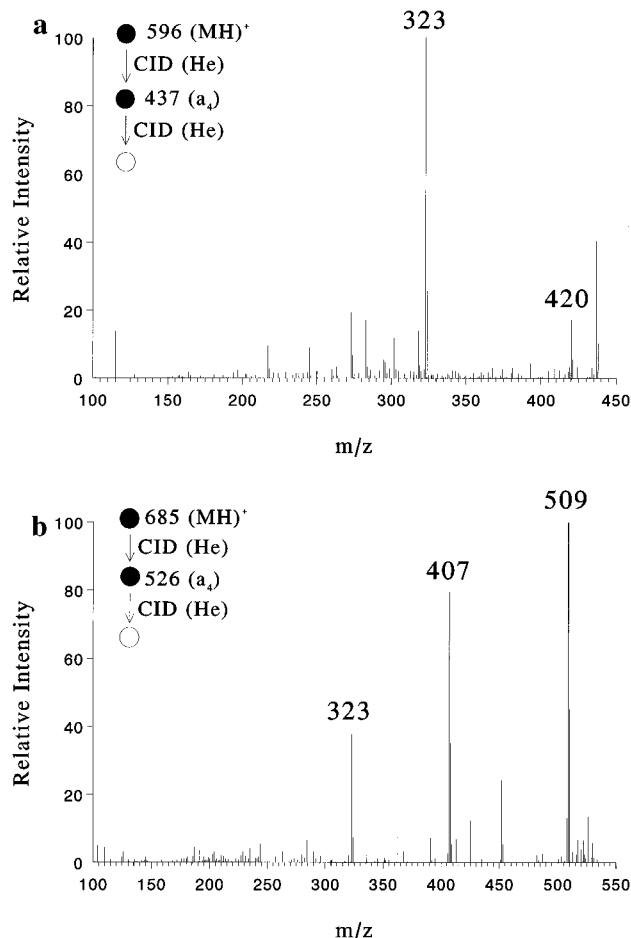 a
596 (MH)⁺
CID (He)
437 (a₄)
CID (He)
323
420
Relative Intensity
100
80
60
40
20
0
100 150 200 250 300 350 400 450
m/z
b
685 (MH)⁺
CID (He)
526 (a₄)
CID (He)
509
407
323
Relative Intensity
100
80
60
40
20
0
100 150 200 250 300 350 400 450 500 550
m/z